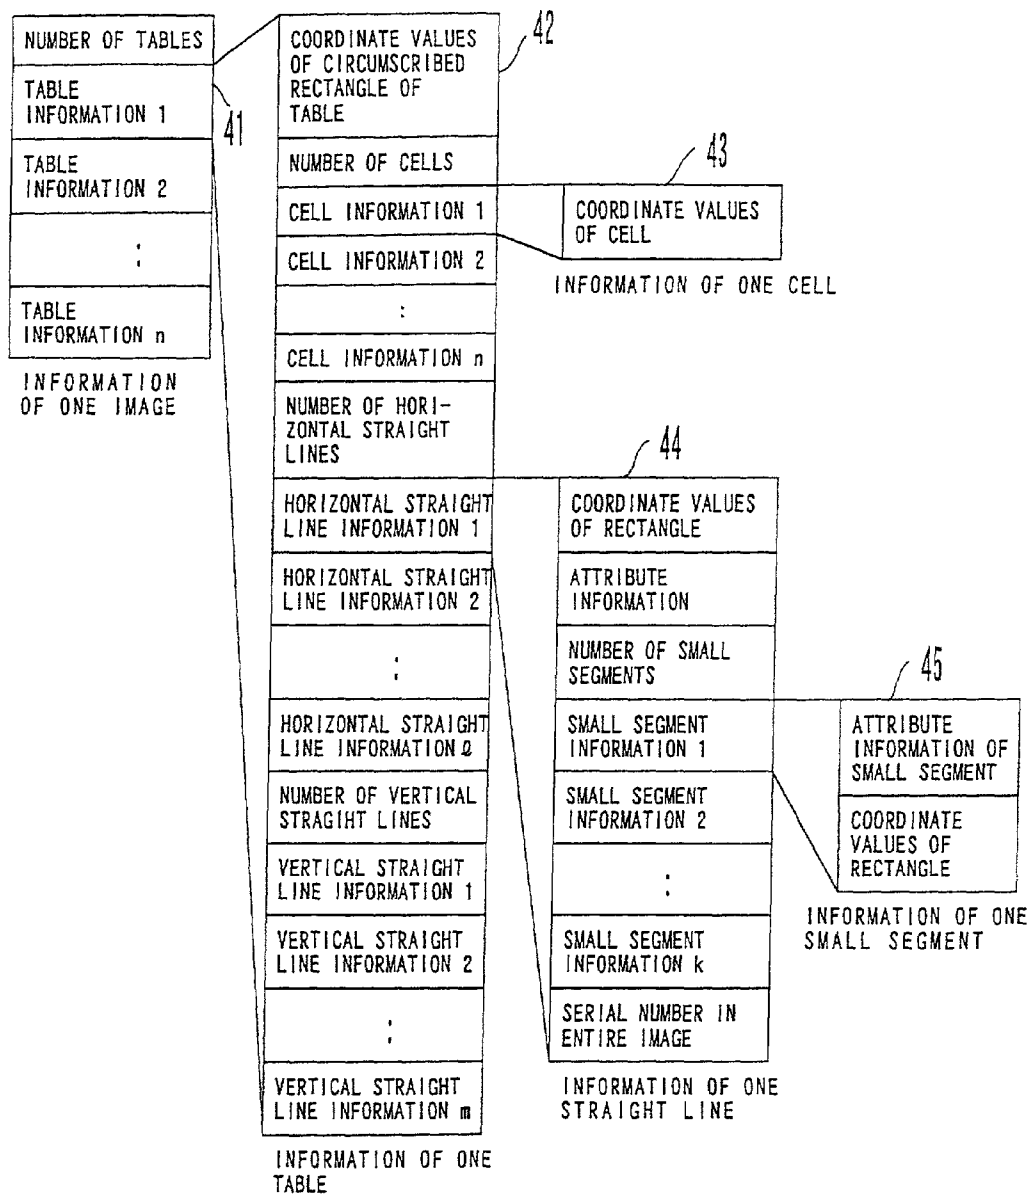 NUMBER OF TABLES
TABLE
INFORMATION 1
TABLE
INFORMATION 2
:
TABLE
INFORMATION n
INFORMATION
OF ONE IMAGE
41
COORDINATE VALUES
OF CIRCUMSCRIBED
RECTANGLE OF
TABLE
NUMBER OF CELLS
CELL INFORMATION 1
CELL INFORMATION 2
:
CELL INFORMATION n
NUMBER OF HORI-
ZONTAL STRAIGHT
LINES
HORIZONTAL STRAIGHT
LINE INFORMATION 1
HORIZONTAL STRAIGHT
LINE INFORMATION 2
:
HORIZONTAL STRAIGHT
LINE INFORMATION ℓ
NUMBER OF VERTICAL
STRAGIHT LINES
VERTICAL STRAIGHT
LINE INFORMATION 1
VERTICAL STRAIGHT
LINE INFORMATION 2
:
VERTICAL STRAIGHT
LINE INFORMATION m
INFORMATION OF ONE
TABLE
42
43
COORDINATE VALUES
OF CELL
INFORMATION OF ONE CELL
44
COORDINATE VALUES
OF RECTANGLE
ATTRIBUTE
INFORMATION
NUMBER OF SMALL
SEGMENTS
SMALL SEGMENT
INFORMATION 1
SMALL SEGMENT
INFORMATION 2
:
SMALL SEGMENT
INFORMATION k
SERIAL NUMBER IN
ENTIRE IMAGE
INFORMATION OF ONE
STRAIGHT LINE
45
ATTRIBUTE
INFORMATION OF
SMALL SEGMENT
COORDINATE
VALUES OF
RECTANGLE
INFORMATION OF ONE
SMALL SEGMENT